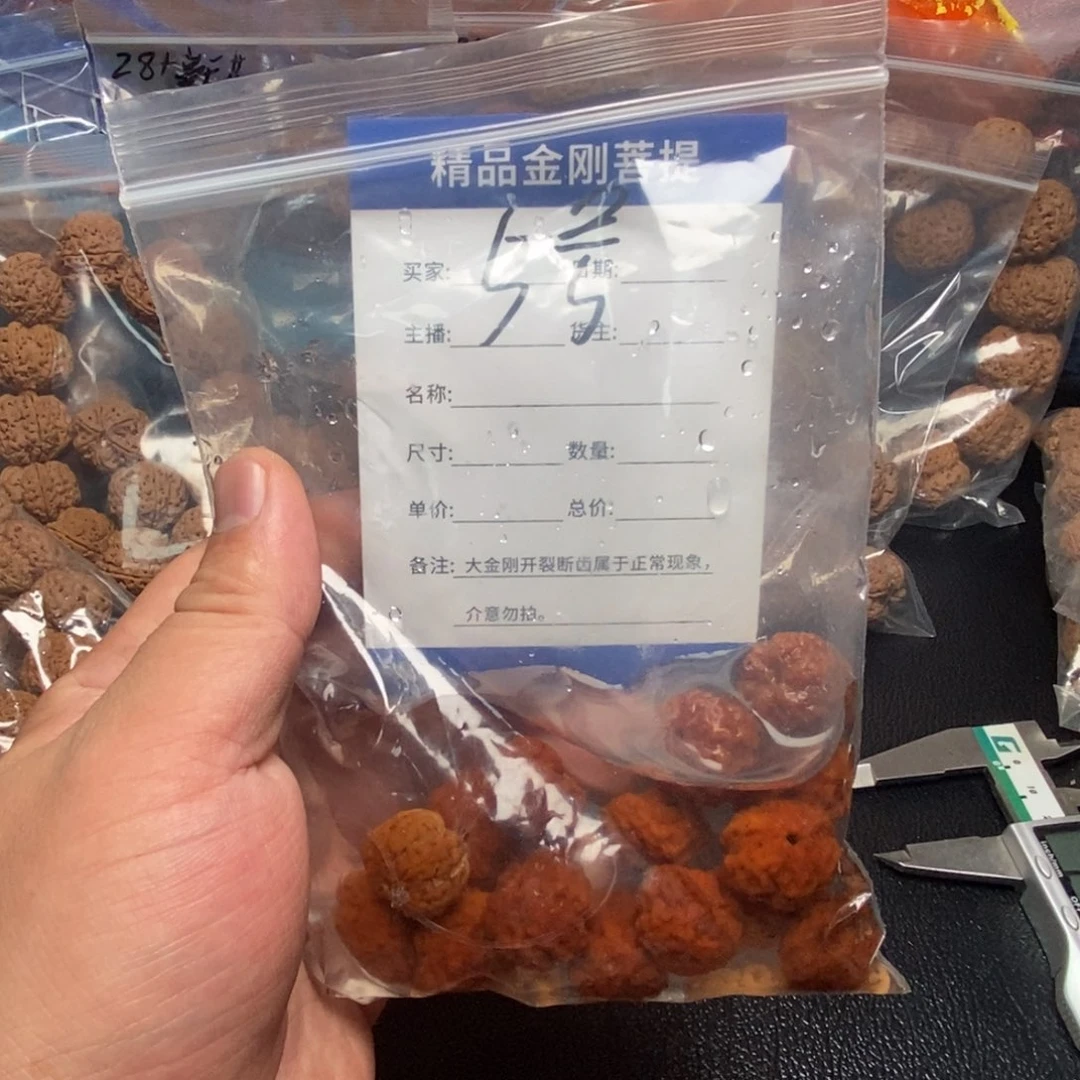 精品金刚菩提
买家: 日期:
主播: 货主:
名称:
尺寸: 数量:
单价: 总价:
备注: 大金刚开裂断齿属于正常现象，
介意勿拍。